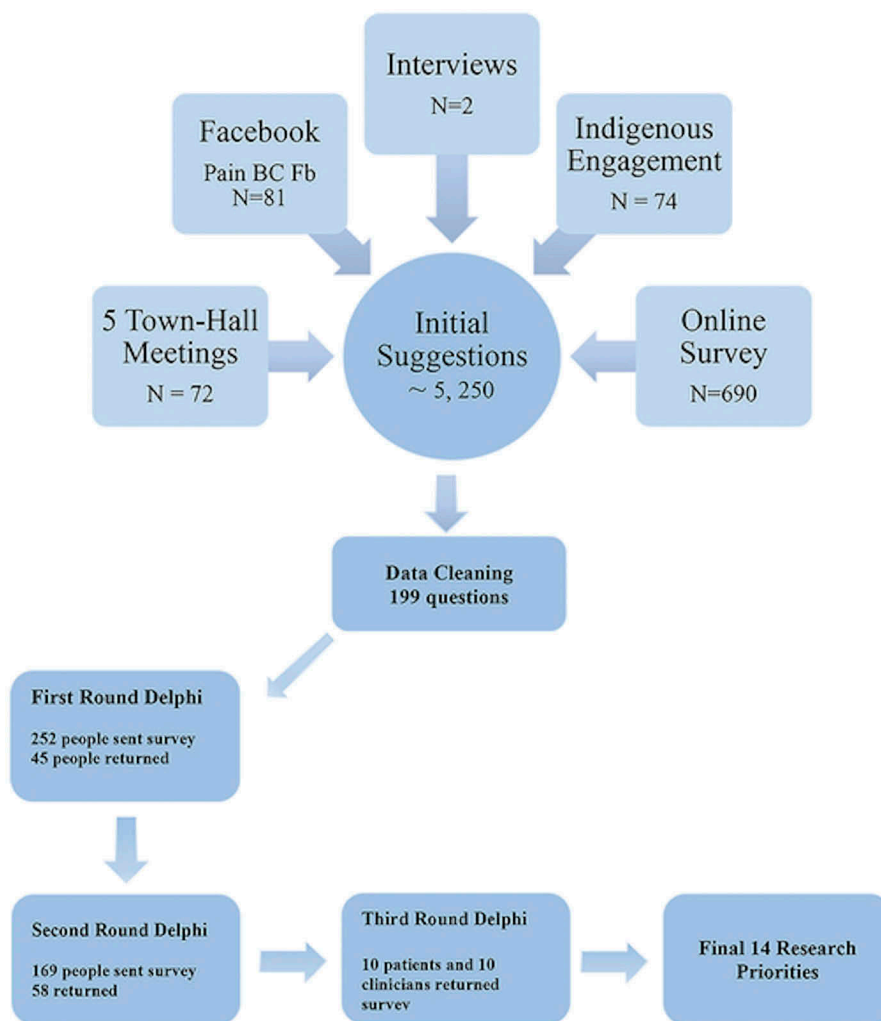 Interviews
N=2
Facebook
Pain BC Fb
N=81
Indigenous
Engagement
N = 74
5 Town-Hall
Meetings
N = 72
Initial
Suggestions
~ 5, 250
Online
Survey
N=690
Data Cleaning
199 questions
First Round Delphi
252 people sent survey
45 people returned
Second Round Delphi
169 people sent survey
58 returned
Third Round Delphi
10 patients and 10
clinicians returned
survey
Final 14 Research
Priorities